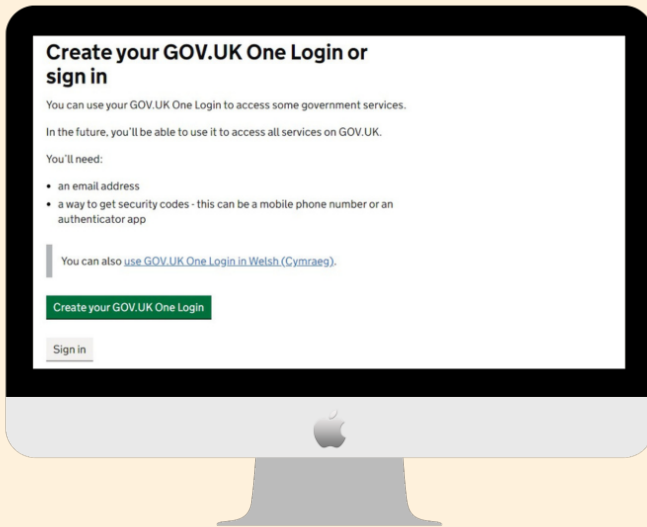 Create your GOV.UK One Login or
sign in
You can use your GOV.UK One Login to access some government services.
In the future, you'll be able to use it to access all services on GOV.UK.
You'll need:
• an email address
• a way to get security codes - this can be a mobile phone number or an
authenticator app
You can also use GOV.UK One Login in Welsh (Cymraeg).
Create your GOV.UK One Login
Sign in